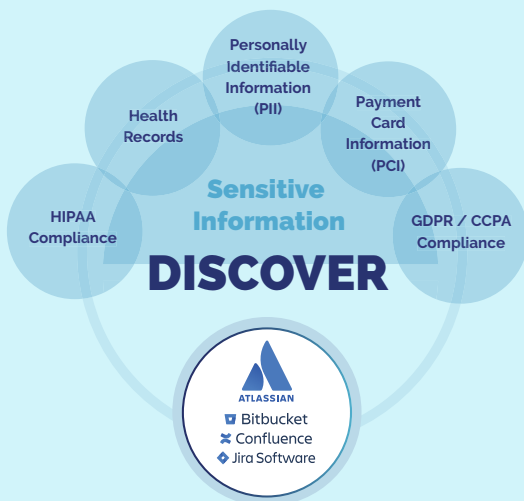 Personally
Identifiable
Information
(PII)
Health
Records
Payment
Card
Information
(PCI)
HIPAA
Compliance
GDPR / CCPA
Compliance
Sensitive
Information
DISCOVER
ATLASSIAN
Bitbucket
Confluence
Jira Software